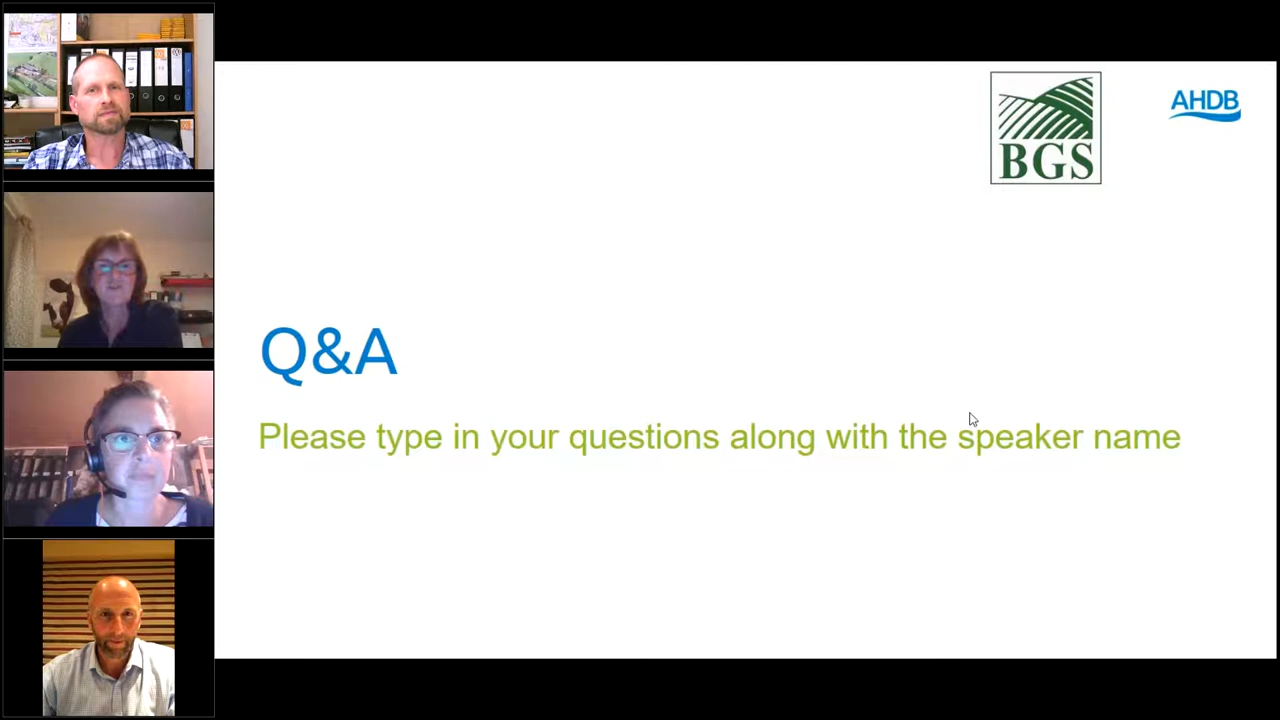 BGS
AHDB
Q&A
Please type in your questions along with the speaker name